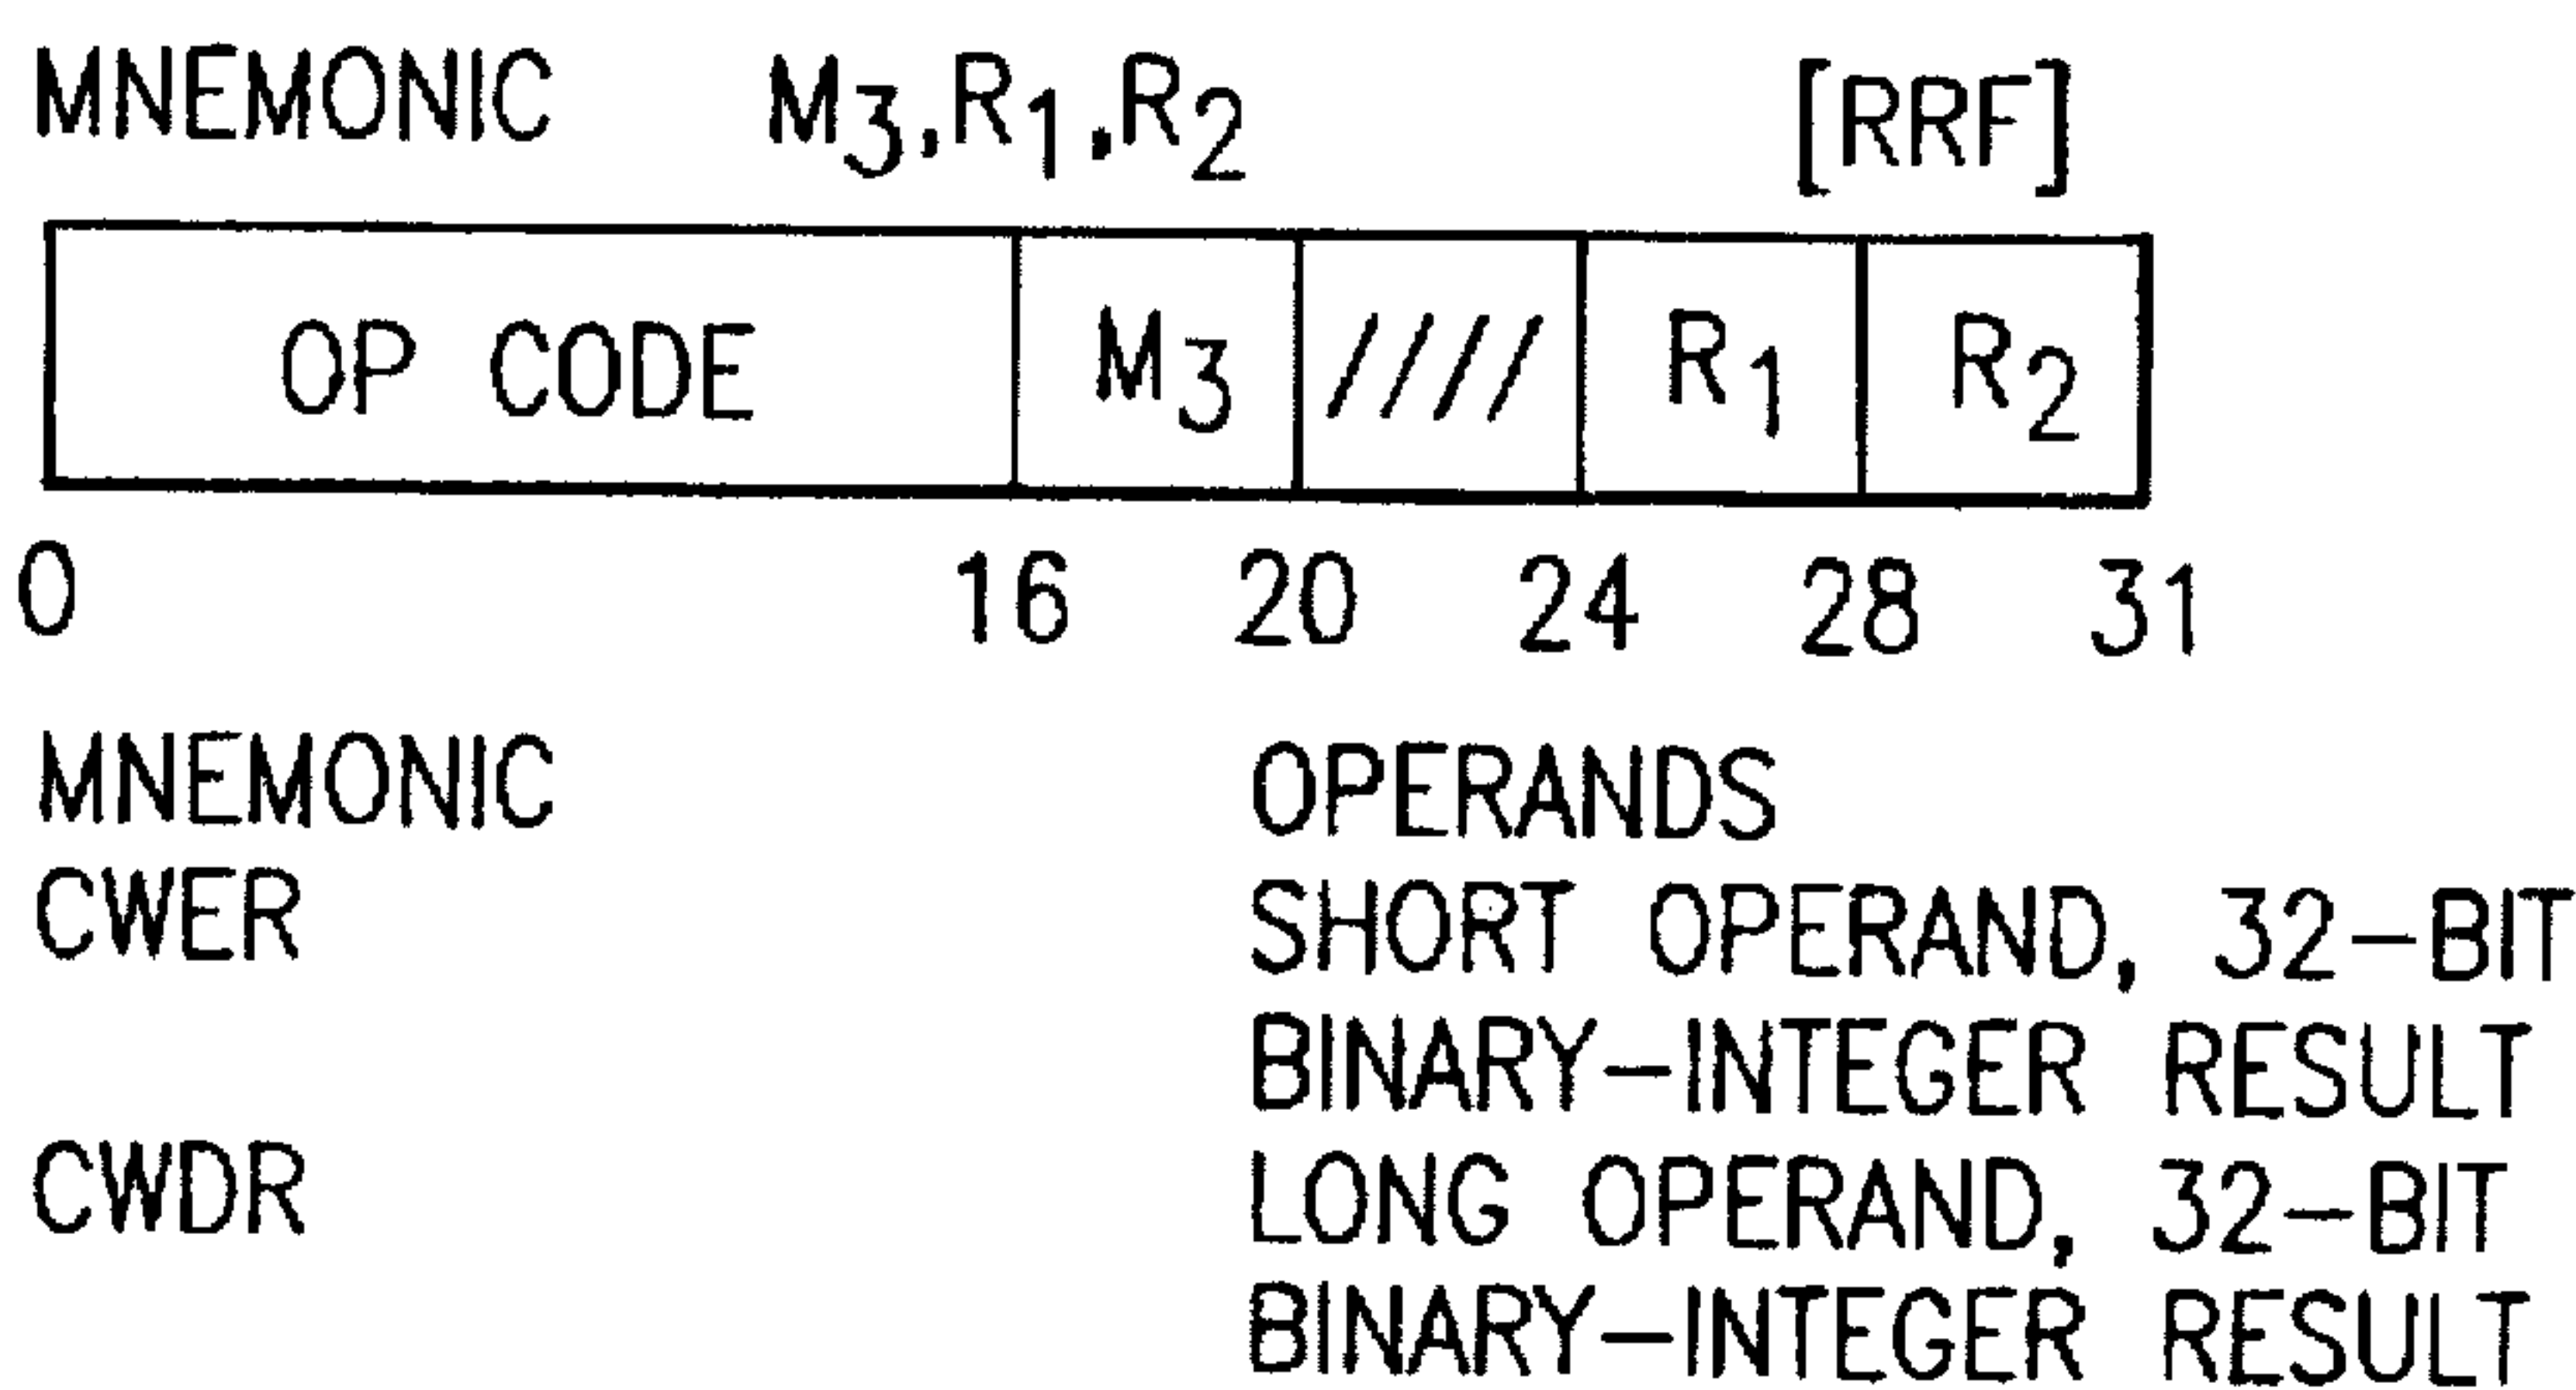 MNEMONIC M3,R1,R2 [RRF]
OP CODE M3 //// R1 R2
0 16 20 24 28 31
MNEMONIC OPERANDS
CWER SHORT OPERAND, 32-BIT
BINARY-INTEGER RESULT
CWDR LONG OPERAND, 32-BIT
BINARY-INTEGER RESULT